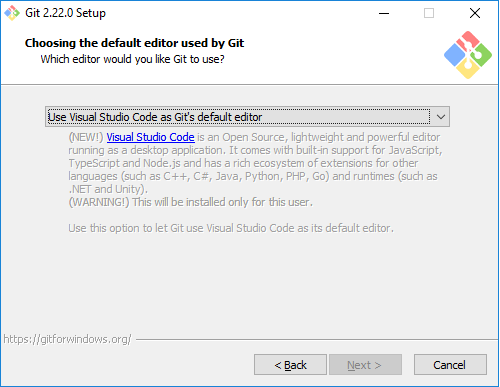 Git 2.22.0 Setup
Choosing the default editor used by Git
Which editor would you like Git to use?
Use Visual Studio Code as Git's default editor
(NEW!) Visual Studio Code is an Open Source, lightweight and powerful editor
running as a desktop application. It comes with built-in support for JavaScript,
TypeScript and Node.js and has a rich ecosystem of extensions for other
languages (such as C++, C#, Java, Python, PHP, Go) and runtimes (such as
.NET and Unity).
(WARNING!) This will be installed only for this user.
Use this option to let Git use Visual Studio Code as its default editor.
https://gitforwindows.org/
< Back
Next >
Cancel